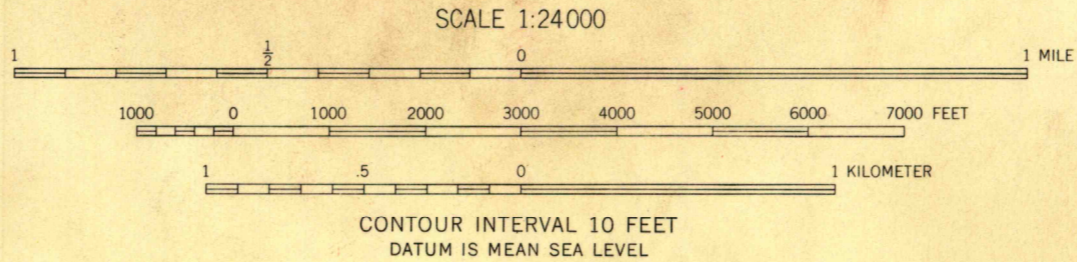 SCALE 1:24000
1 1/2 0 1 MILE
1000 0 1000 2000 3000 4000 5000 6000 7000 FEET
1 .5 0 1 KILOMETER
CONTOUR INTERVAL 10 FEET
DATUM IS MEAN SEA LEVEL